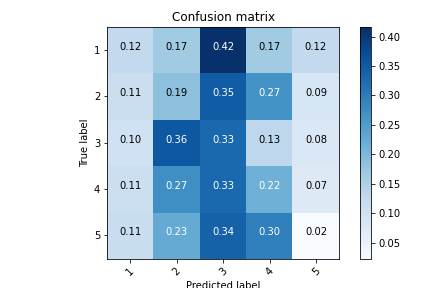 Confusion matrix
True label
1 0.12 0.17 0.42 0.17 0.12
2 0.11 0.19 0.35 0.27 0.09
3 0.10 0.36 0.33 0.13 0.08
4 0.11 0.27 0.33 0.22 0.07
5 0.11 0.23 0.34 0.30 0.02
1 2 3 4 5
Predicted label
0.40
0.35
0.30
0.25
0.20
0.15
0.10
0.05